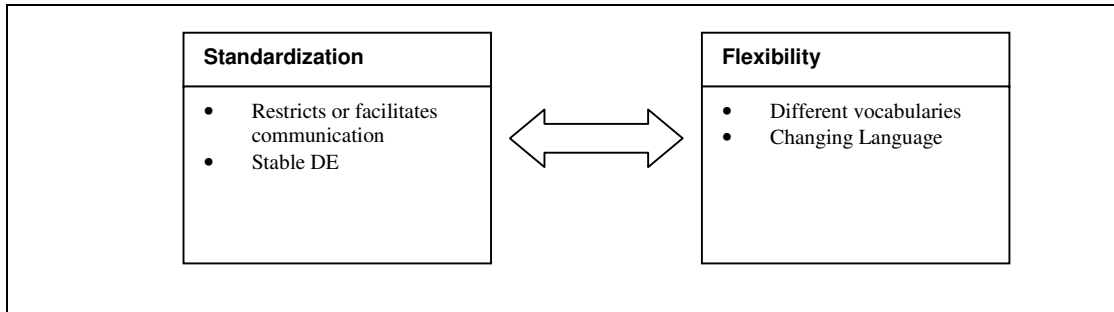 Standardization
• Restricts or facilitates
communication
• Stable DE
Flexibility
• Different vocabularies
• Changing Language